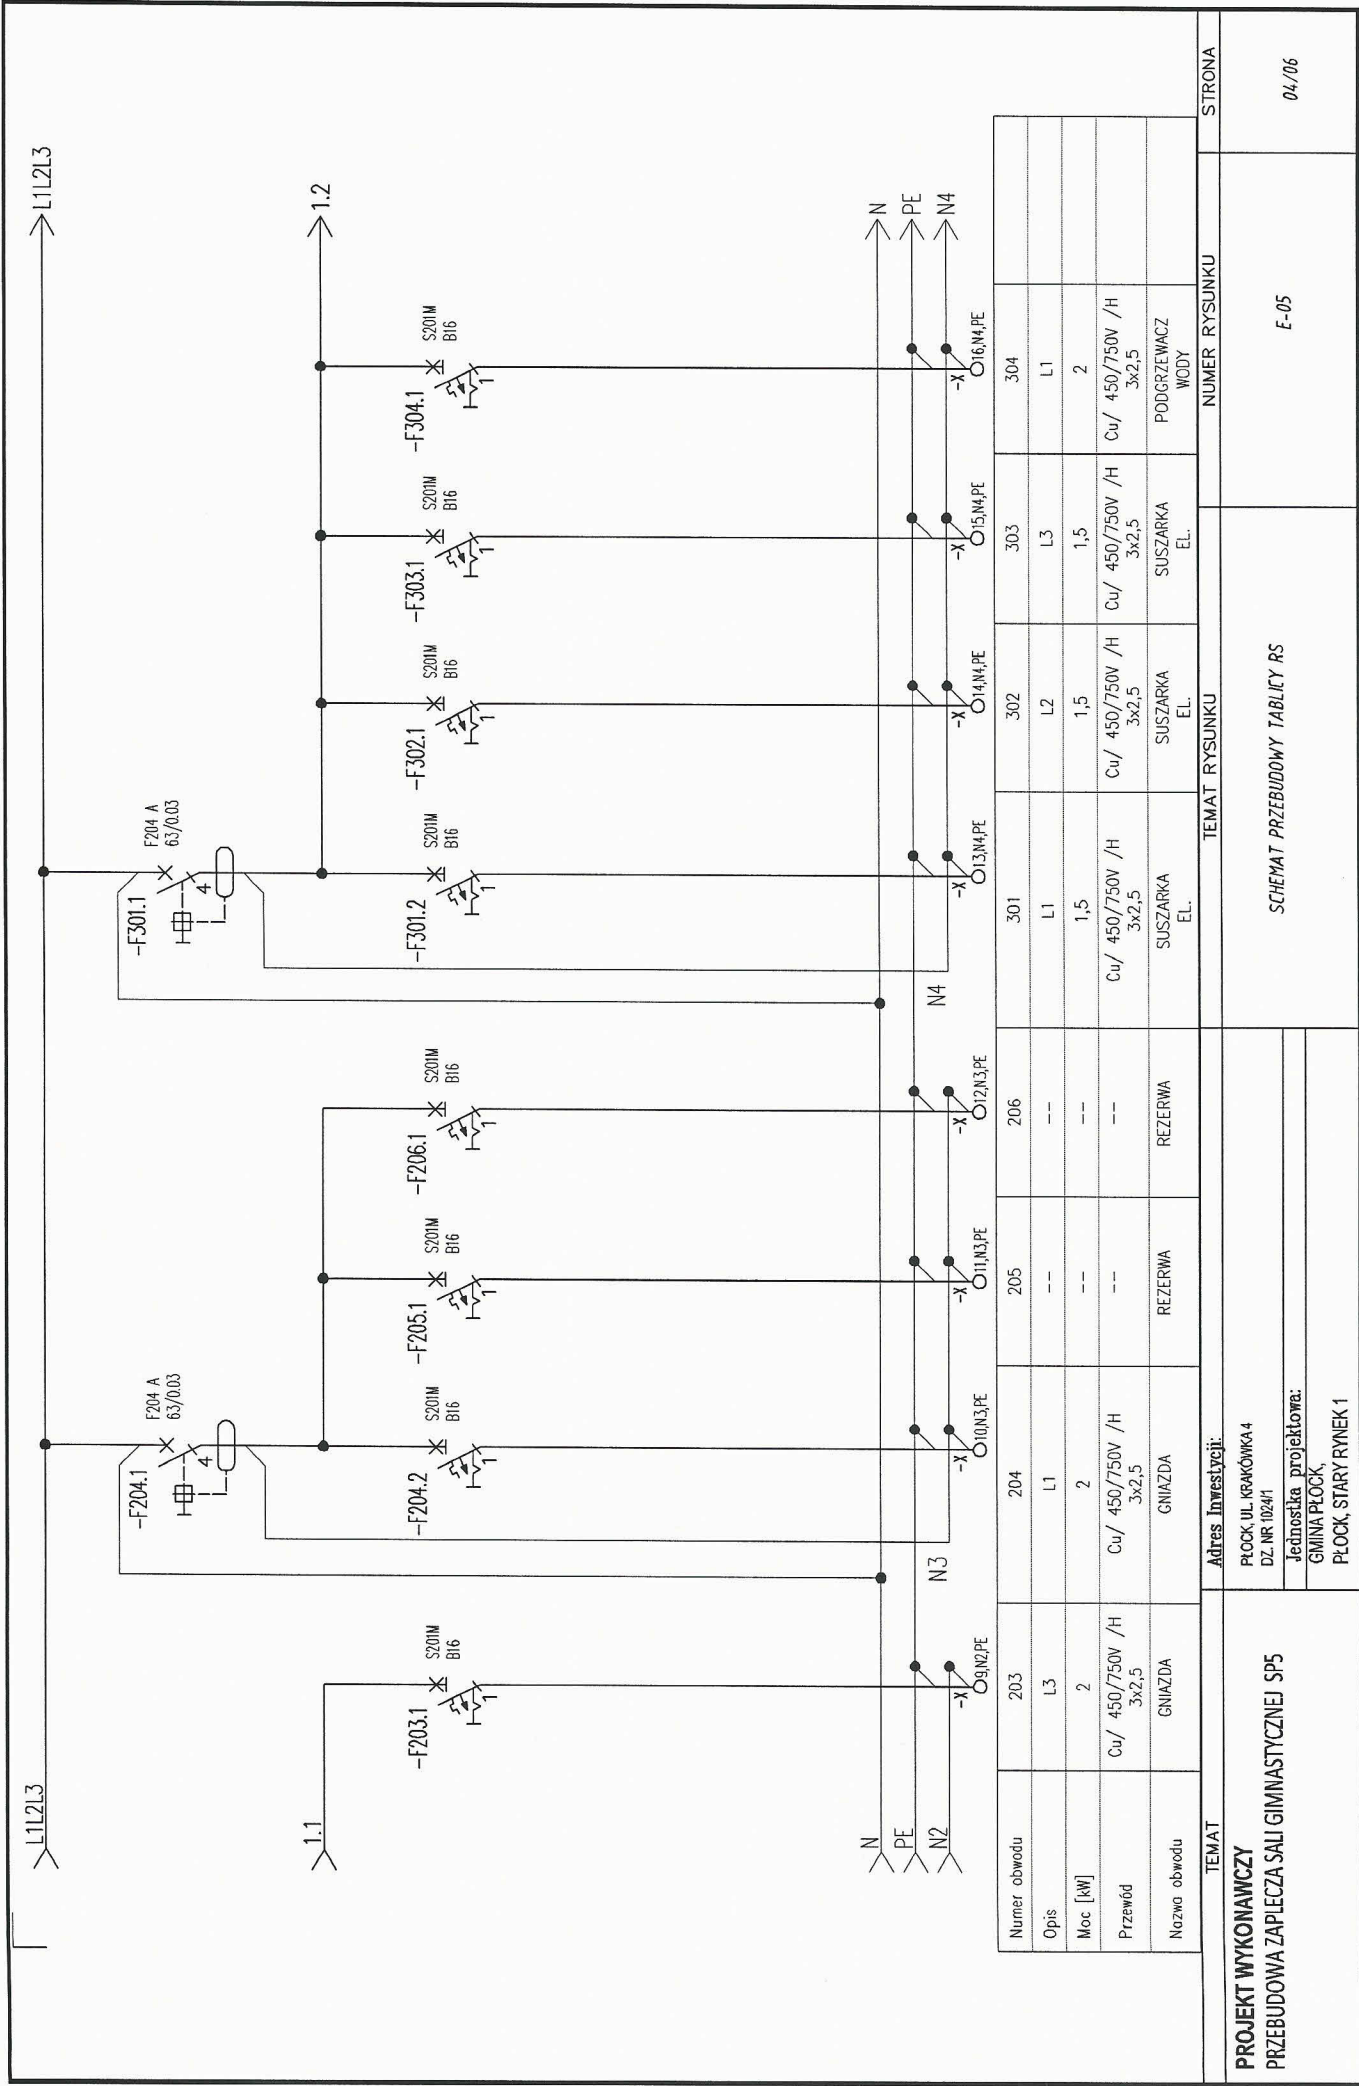 L1L2L3
L1L2L3
F204 A
63/0.03
-F204.1
4
F204 A
63/0.03
-F301.1
4
1.1
1.2
-F203.1
S201M
B16
1
-F204.2
S201M
B16
1
-F205.1
S201M
B16
1
-F206.1
S201M
B16
1
-F301.2
S201M
B16
1
-F302.1
S201M
B16
1
-F303.1
S201M
B16
1
-F304.1
S201M
B16
1
N
N
PE
PE
N2
N3
N4
N4
-X
9,N2,PE
-X
10,N3,PE
-X
11,N3,PE
-X
12,N3,PE
-X
13,N4,PE
-X
14,N4,PE
-X
15,N4,PE
-X
16,N4,PE
Numer obwodu 203 204 205 206 301 302 303 304
Opis L3 L1 -- -- L1 L2 L3 L1
Moc [kW] 2 2 -- -- 1,5 1,5 1,5 2
Przewód Cu/ 450/750V /H Cu/ 450/750V /H -- -- Cu/ 450/750V /H Cu/ 450/750V /H Cu/ 450/750V /H Cu/ 450/750V /H
3x2,5 3x2,5 3x2,5 3x2,5 3x2,5 3x2,5
Nazwa obwodu GNIAZDA GNIAZDA REZERWA REZERWA SUSZARKA SUSZARKA SUSZARKA PODGRZEWACZ
EL. EL. EL. WODY
TEMAT
PROJEKT WYKONAWCZY
PRZEBUDOWA ZAPLECZA SALI GIMNASTYCZNEJ SP5
Adres Inwestycji:
PŁOCK, UL. KRAKÓWKA 4
DZ. NR 1024/1
Jednostka projektowa:
GMINA PŁOCK,
PŁOCK, STARY RYNEK 1
TEMAT RYSUNKU
SCHEMAT PRZEBUDOWY TABLICY RS
NUMER RYSUNKU
E-05
STRONA
04/06